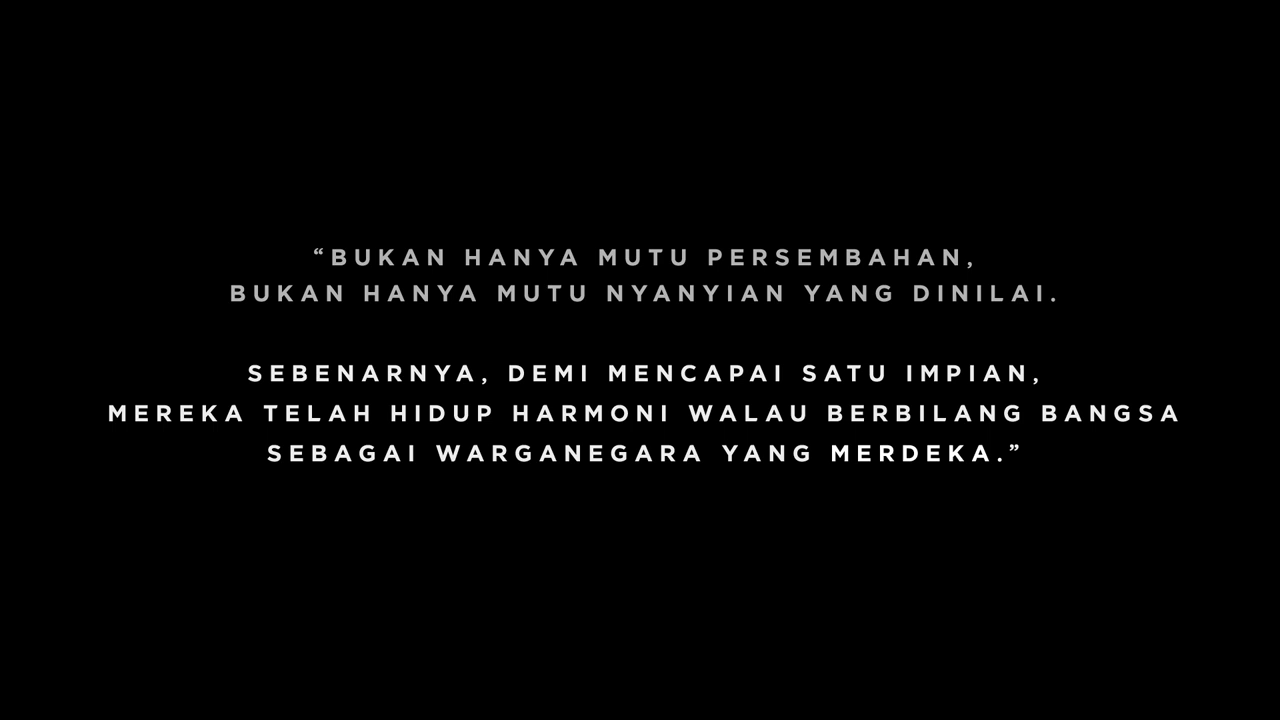 “BUKAN HANYA MUTU PERSEMBAHAN,
BUKAN HANYA MUTU NYANYIAN YANG DINILAI.
SEBENARNYA, DEMI MENCAPAI SATU IMPIAN,
MEREKA TELAH HIDUP HARMONI WALAU BERBILANG BANGSA
SEBAGAI WARGANEGARA YANG MERDEKA.”